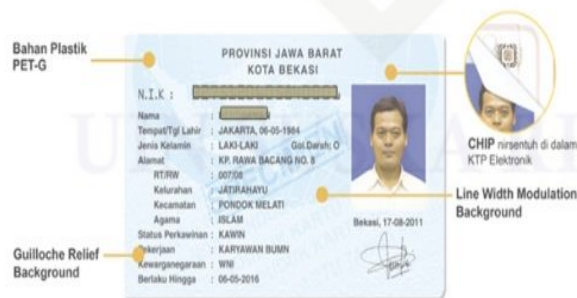 Bahan Plastik
PET-G
PROVINSI JAWA BARAT
KOTA BEKASI
N.I.K :
Nama :
Tempat/Tgl Lahir : JAKARTA, 06-05-1984
Jenis Kelamin : LAKI-LAKI Gol.Darah: O
Alamat : KP. RAWA BACANG NO. 8
RT/RW : 007/08
Kelurahan : JATIRAHAYU
Kecamatan : PONDOK MELATI
Agama : ISLAM
Status Perkawinan : KAWIN
Pekerjaan : KARYAWAN BUMN
Kewarganegaraan : WNI
Berlaku Hingga : 06-05-2016
Bekasi, 17-08-2011
SPECIMEN
CHIP nirsentuh di dalam
KTP Elektronik
Line Width Modulation
Background
Guilloche Relief
Background